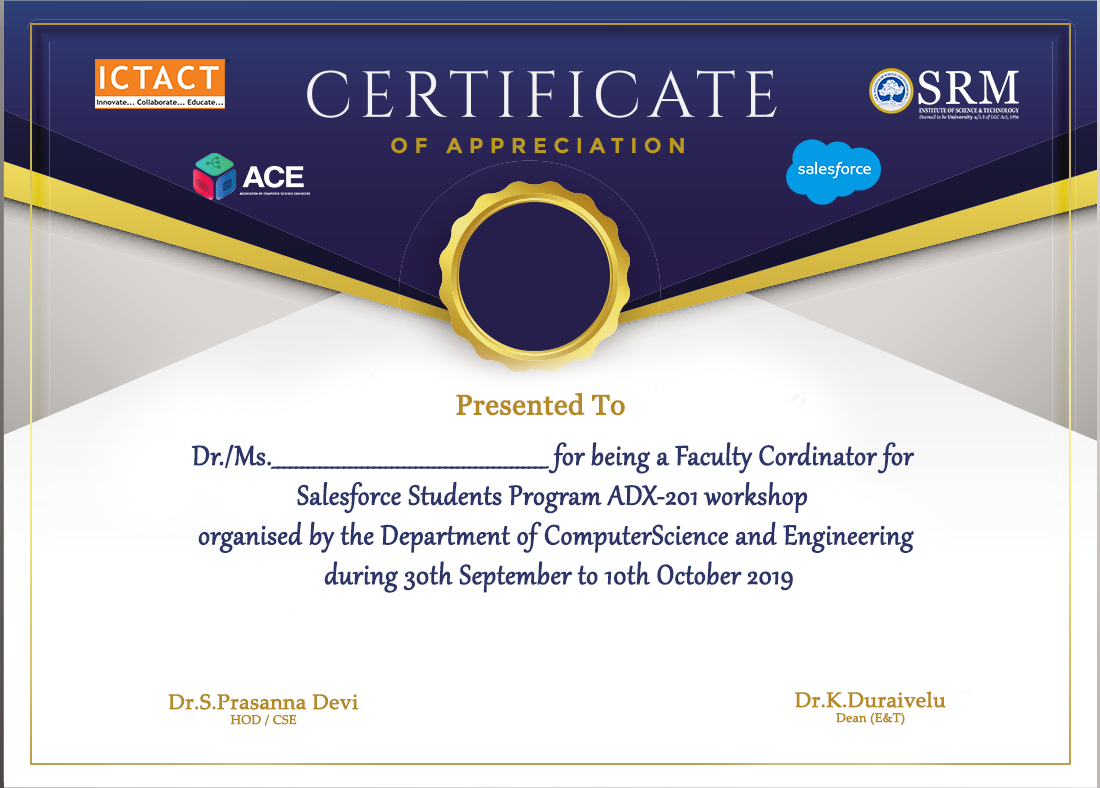 ICTACT
Innovate... Collaborate... Educate...
CERTIFICATE
OF APPRECIATION
SRM
INSTITUTE OF SCIENCE & TECHNOLOGY
Deemed to be University u/s 3 of UGC Act, 1956
ACE
ASSOCIATION OF COMPUTER SCIENCE ENGINEERS
salesforce
Presented To
Dr./Ms.______________________________for being a Faculty Cordinator for
Salesforce Students Program ADX-201 workshop
organised by the Department of ComputerScience and Engineering
during 30th September to 10th October 2019
Dr.S.Prasanna Devi
HOD / CSE
Dr.K.Duraivelu
Dean (E&T)